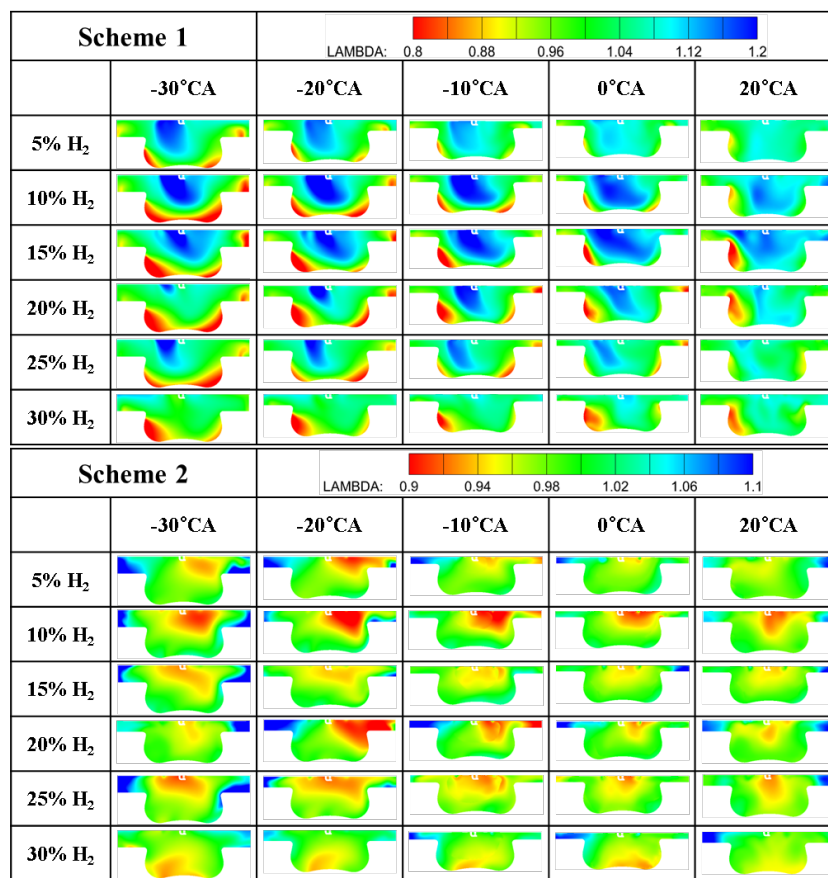 Scheme 1
LAMBDA: 0.8 0.88 0.96 1.04 1.12 1.2
-30°CA -20°CA -10°CA 0°CA 20°CA
5% H₂
10% H₂
15% H₂
20% H₂
25% H₂
30% H₂
Scheme 2
LAMBDA: 0.9 0.94 0.98 1.02 1.06 1.1
-30°CA -20°CA -10°CA 0°CA 20°CA
5% H₂
10% H₂
15% H₂
20% H₂
25% H₂
30% H₂